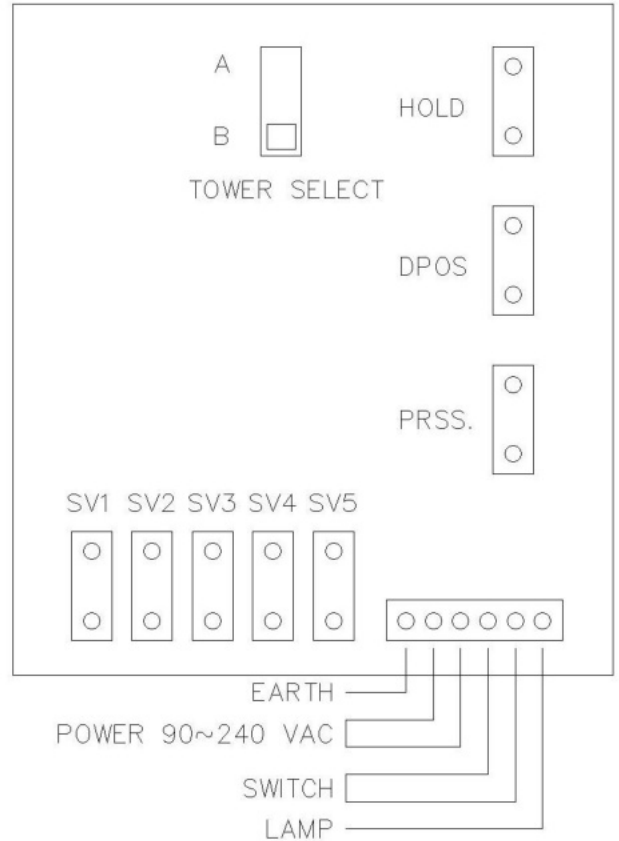 A
HOLD
B
TOWER SELECT
DPOS
PRSS.
SV1 SV2 SV3 SV4 SV5
EARTH
POWER 90~240 VAC
SWITCH
LAMP